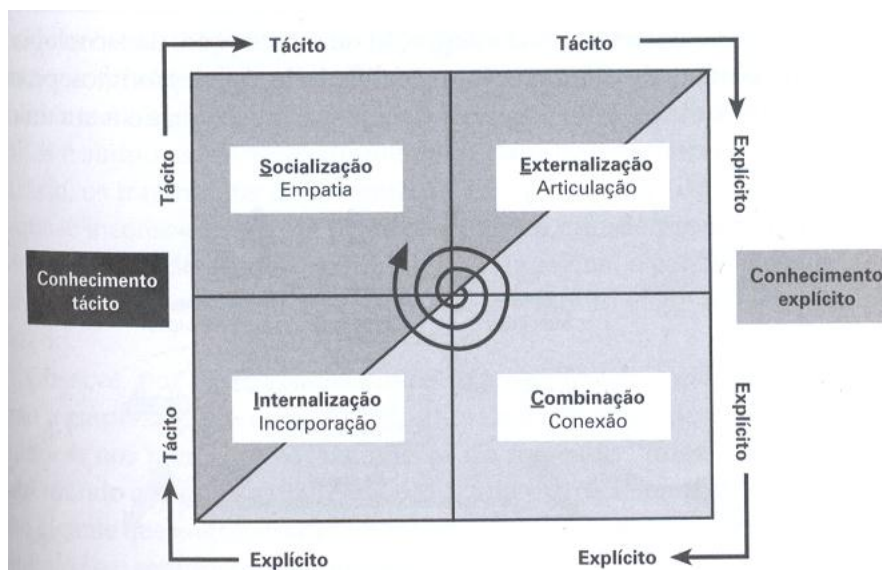 Tácito
Tácito
Tácito
Explícito
Socialização
Empatia
Externalização
Articulação
Conhecimento
tácito
Conhecimento
explícito
Tácito
Explícito
Internalização
Incorporação
Combinação
Conexão
Explícito
Explícito